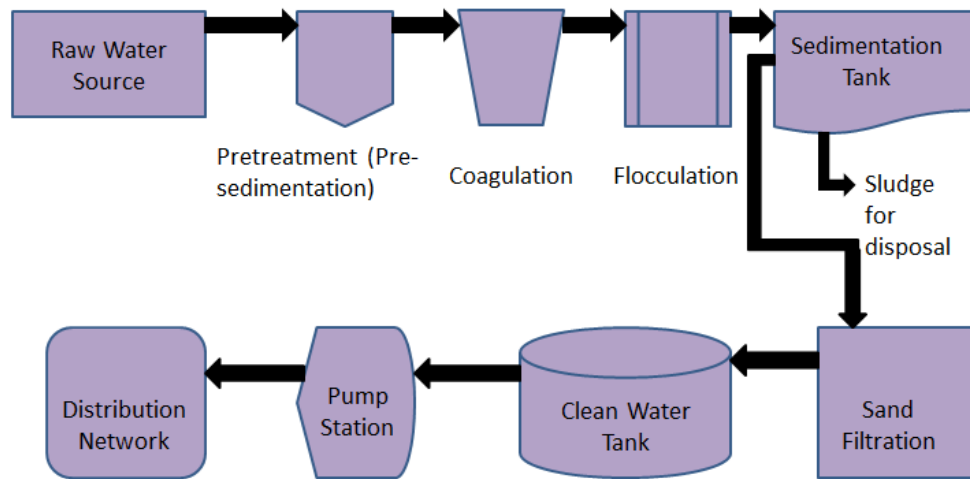 Raw Water
Source
Pretreatment (Pre-
sedimentation)
Coagulation
Flocculation
Sedimentation
Tank
Sludge
for
disposal
Sand
Filtration
Clean Water
Tank
Pump
Station
Distribution
Network